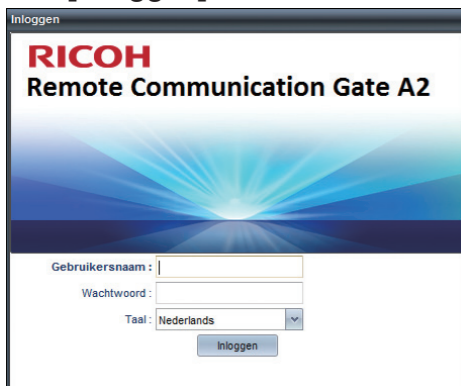 Inloggen
RICOH
Remote Communication Gate A2
Gebruikersnaam :
Wachtwoord :
Taal : Nederlands
Inloggen